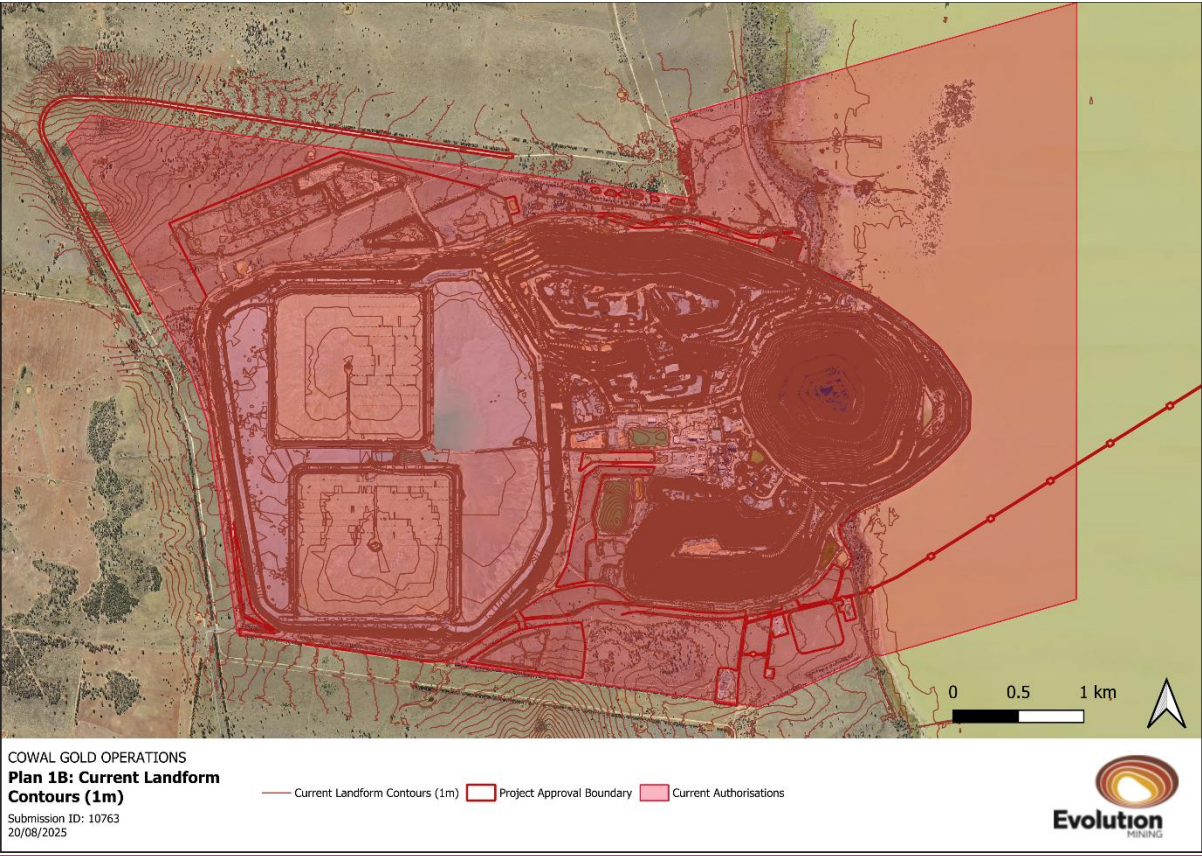 0 0.5 1 km
COWAL GOLD OPERATIONS
Plan 1B: Current Landform
Contours (1m)
Submission ID: 10763
20/08/2025
Current Landform Contours (1m) Project Approval Boundary Current Authorisations
Evolution
MINING